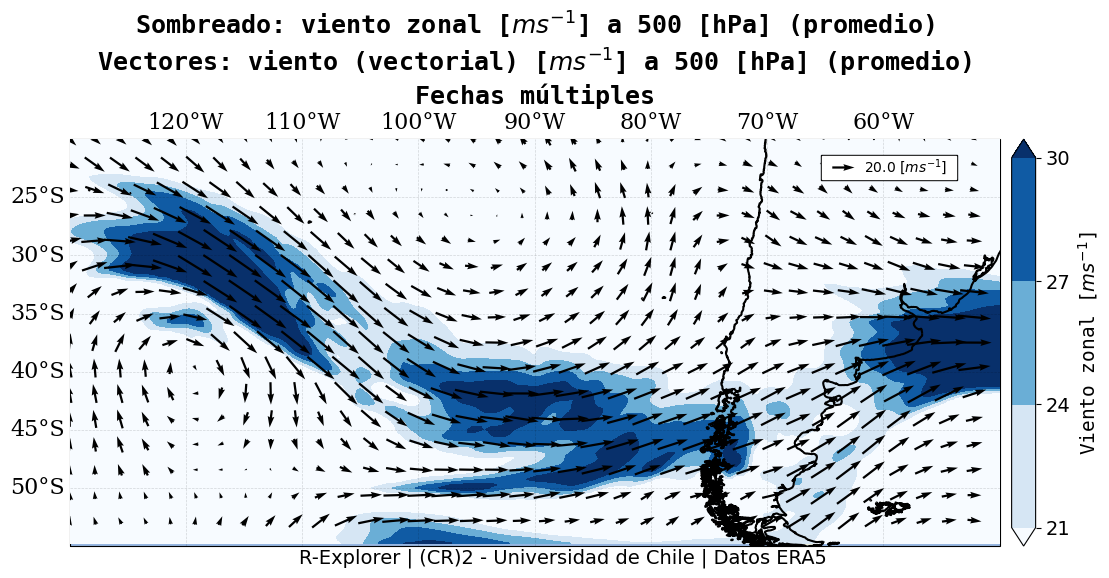 Sombreado: viento zonal [ms⁻¹] a 500 [hPa] (promedio)
Vectores: viento (vectorial) [ms⁻¹] a 500 [hPa] (promedio)
Fechas múltiples
120°W 110°W 100°W 90°W 80°W 70°W 60°W
20.0 [ms⁻¹]
25°S
30°S
35°S
40°S
45°S
50°S
30
27
24
21
Viento zonal [ms⁻¹]
R-Explorer | (CR)2 - Universidad de Chile | Datos ERA5